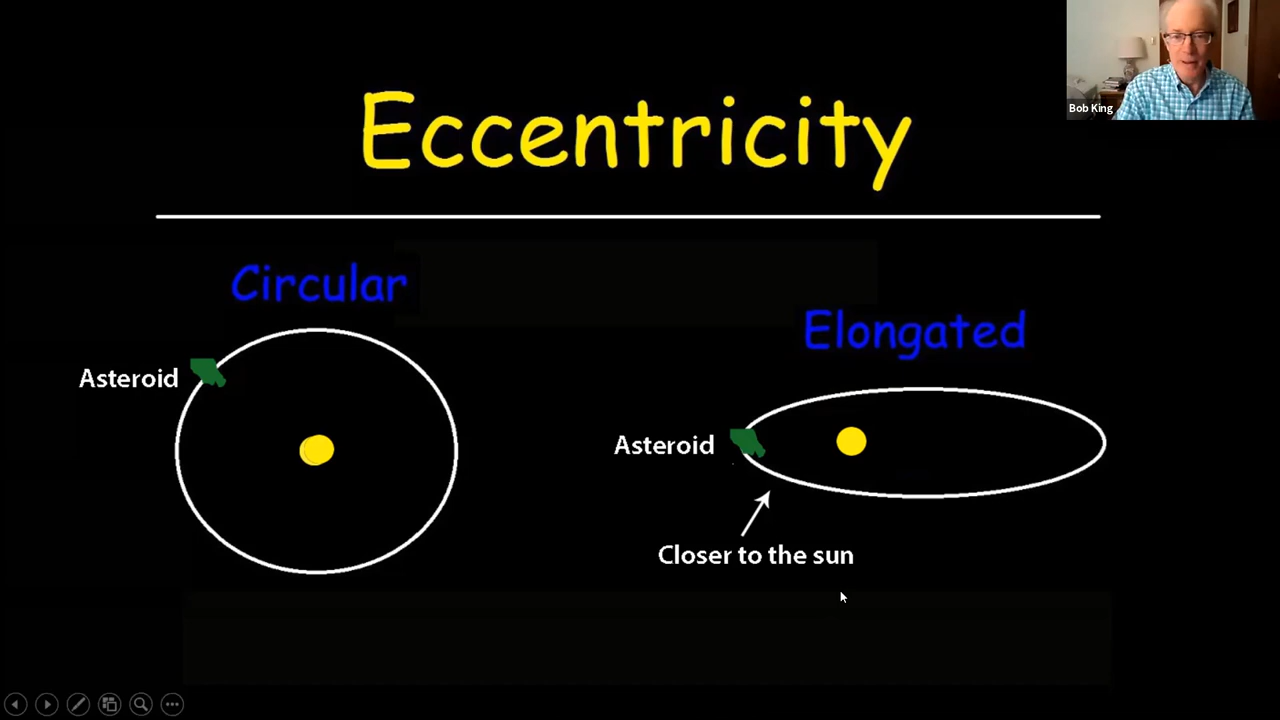 Bob King
Eccentricity
Circular
Asteroid
Elongated
Asteroid
Closer to the sun